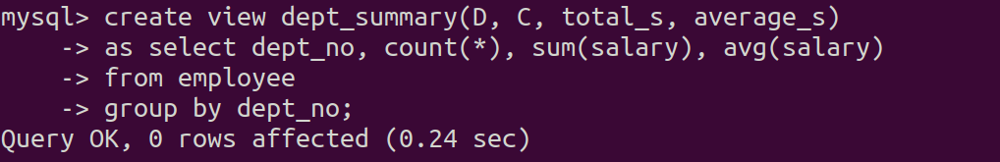 mysql> create view dept_summary(D, C, total_s, average_s)
    -> as select dept_no, count(*), sum(salary), avg(salary)
    -> from employee
    -> group by dept_no;
Query OK, 0 rows affected (0.24 sec)